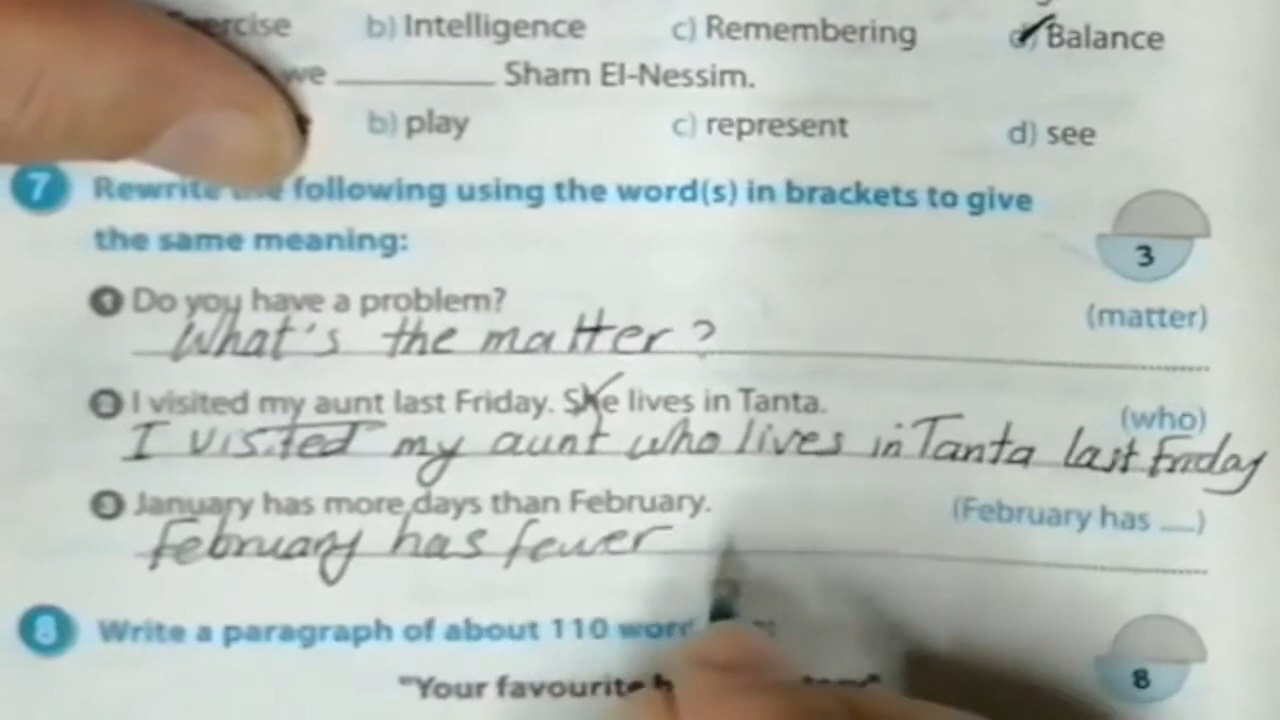 b) Intelligence c) Remembering Balance
we ______ Sham El-Nessim.
b) play c) represent d) see
7 Rewrite following using the word(s) in brackets to give
the same meaning:
3
1 Do you have a problem? (matter)
What's the matter?
2 I visited my aunt last Friday. She lives in Tanta. (who)
I visited my aunt who lives in Tanta last Friday
3 January has more days than February. (February has __)
February has fewer
8 Write a paragraph of about 110
8
"Your favourite